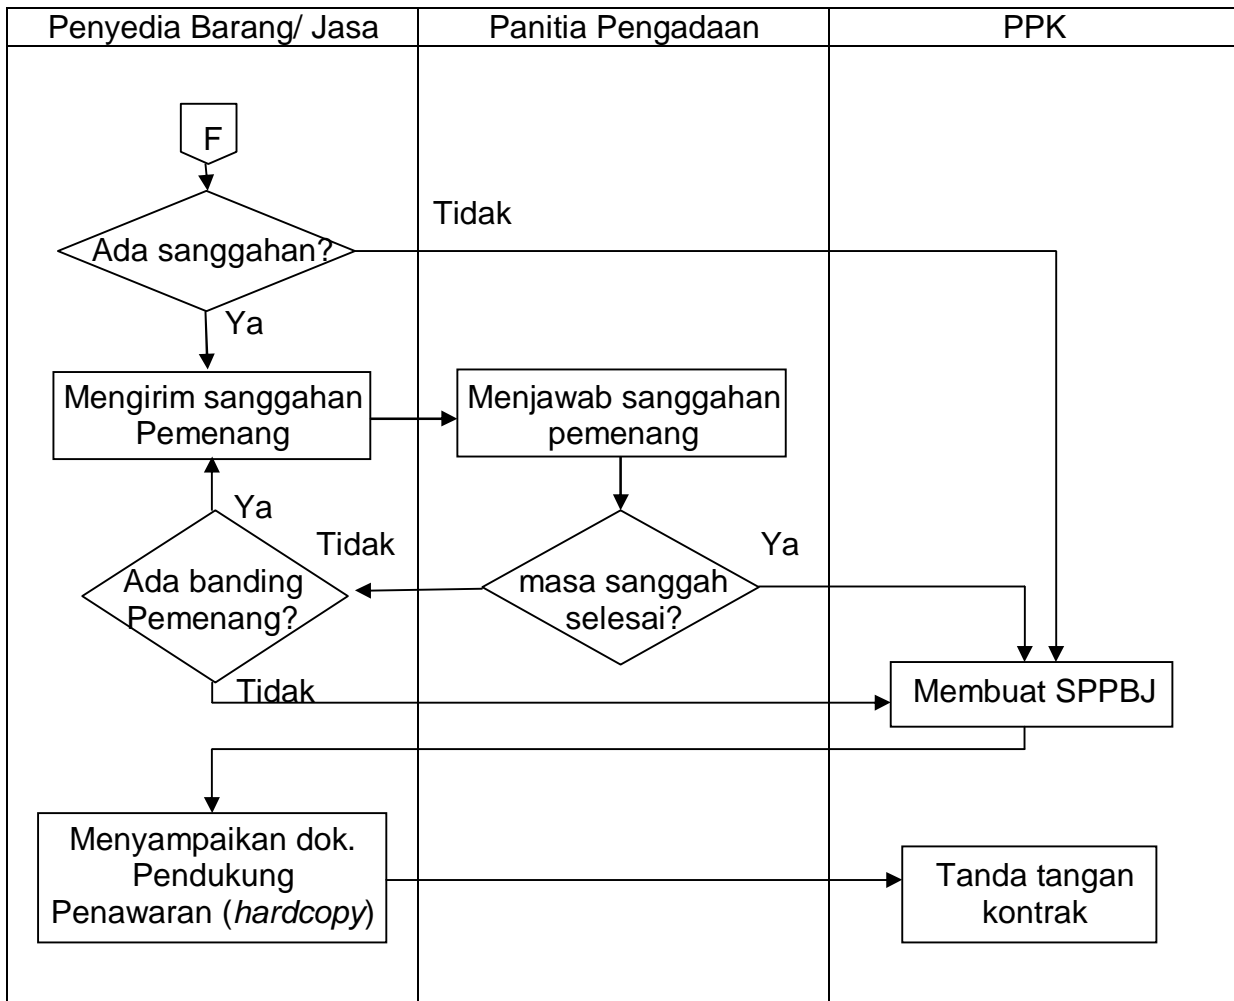 Penyedia Barang/ Jasa
Panitia Pengadaan
PPK
F
Tidak
Ada sanggahan?
Ya
Mengirim sanggahan
Pemenang
Menjawab sanggahan
pemenang
Ya
Tidak
Ya
Ada banding
Pemenang?
masa sanggah
selesai?
Tidak
Membuat SPPBJ
Menyampaikan dok.
Pendukung
Penawaran (hardcopy)
Tanda tangan
kontrak